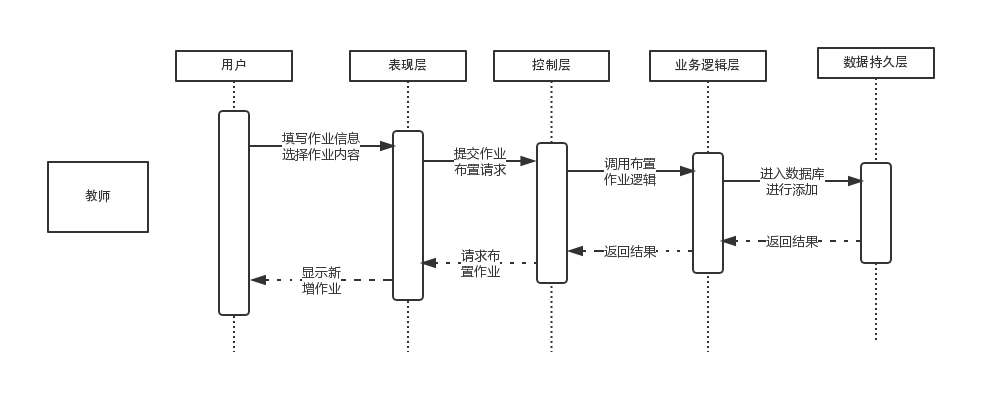 用户
表现层
控制层
业务逻辑层
数据持久层
教师
填写作业信息
选择作业内容
提交作业
布置请求
调用布置
作业逻辑
进入数据库
进行添加
返回结果
返回结果
请求布
置作业
显示新
增作业